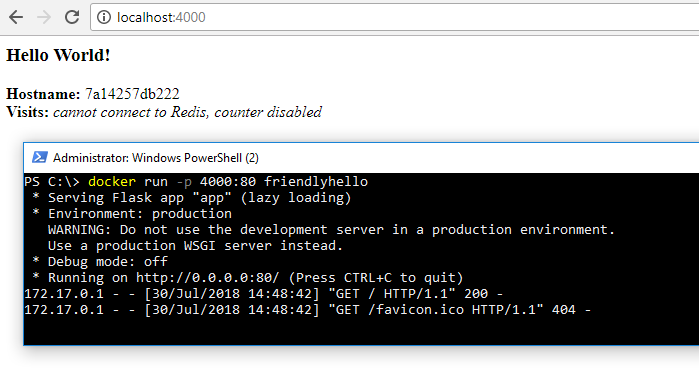 localhost:4000
Hello World!
Hostname: 7a14257db222
Visits: cannot connect to Redis, counter disabled
Administrator: Windows PowerShell (2)
PS C:\> docker run -p 4000:80 friendlyhello
 * Serving Flask app "app" (lazy loading)
 * Environment: production
   WARNING: Do not use the development server in a production environment.
   Use a production WSGI server instead.
 * Debug mode: off
 * Running on http://0.0.0.0:80/ (Press CTRL+C to quit)
172.17.0.1 - - [30/Jul/2018 14:48:42] "GET / HTTP/1.1" 200 -
172.17.0.1 - - [30/Jul/2018 14:48:42] "GET /favicon.ico HTTP/1.1" 404 -